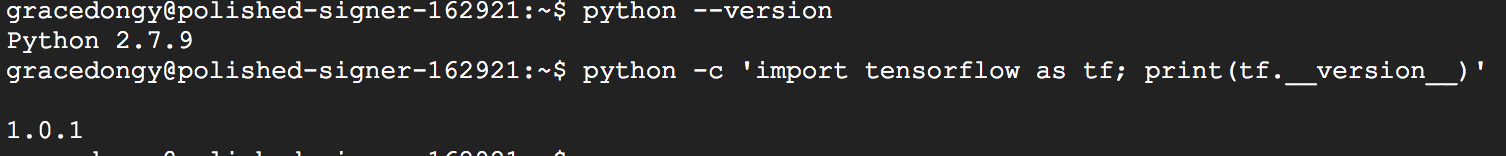 gracedongy@polished-signer-162921:~$ python --version
Python 2.7.9
gracedongy@polished-signer-162921:~$ python -c 'import tensorflow as tf; print(tf.__version__)'
1.0.1